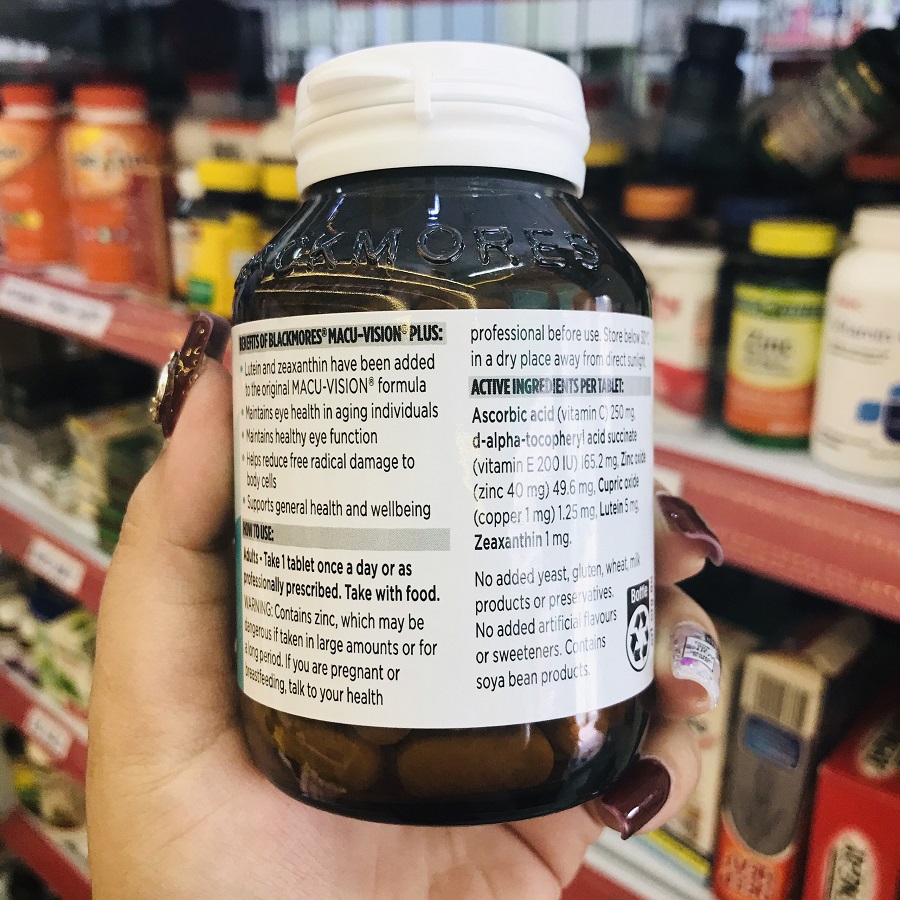 BENEFITS OF BLACKMORES® MACU-VISION® PLUS:
• Lutein and zeaxanthin have been added
to the original MACU-VISION® formula
• Maintains eye health in aging individuals
• Maintains healthy eye function
• Helps reduce free radical damage to
body cells
• Supports general health and wellbeing
HOW TO USE:
Adults - Take 1 tablet once a day or as
professionally prescribed. Take with food.
WARNING: Contains zinc, which may be
dangerous if taken in large amounts or for
a long period. If you are pregnant or
breastfeeding, talk to your health
professional before use. Store below 30°C
in a dry place away from direct sunlight.
ACTIVE INGREDIENTS PER TABLET:
Ascorbic acid (vitamin C) 250 mg,
d-alpha-tocopheryl acid succinate
(vitamin E 200 IU) 165.2 mg, Zinc oxide
(zinc 40 mg) 49.6 mg, Cupric oxide
(copper 1 mg) 1.25 mg, Lutein 5 mg,
Zeaxanthin 1 mg.
No added yeast, gluten, wheat, milk
products or preservatives.
No added artificial flavours
or sweeteners. Contains
soya bean products.
Bottle